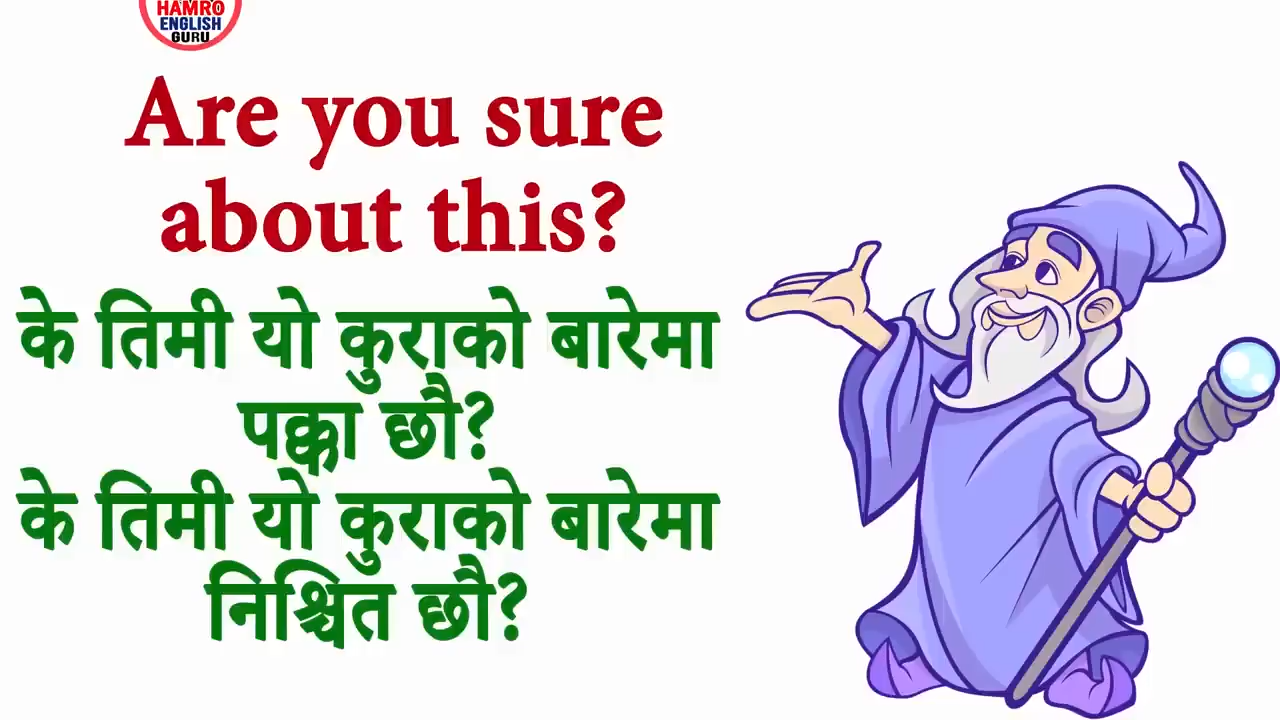 HAMRO
ENGLISH
GURU
Are you sure
about this?
के तिमी यो कुराको बारेमा
पक्का छौ?
के तिमी यो कुराको बारेमा
निश्चित छौ?